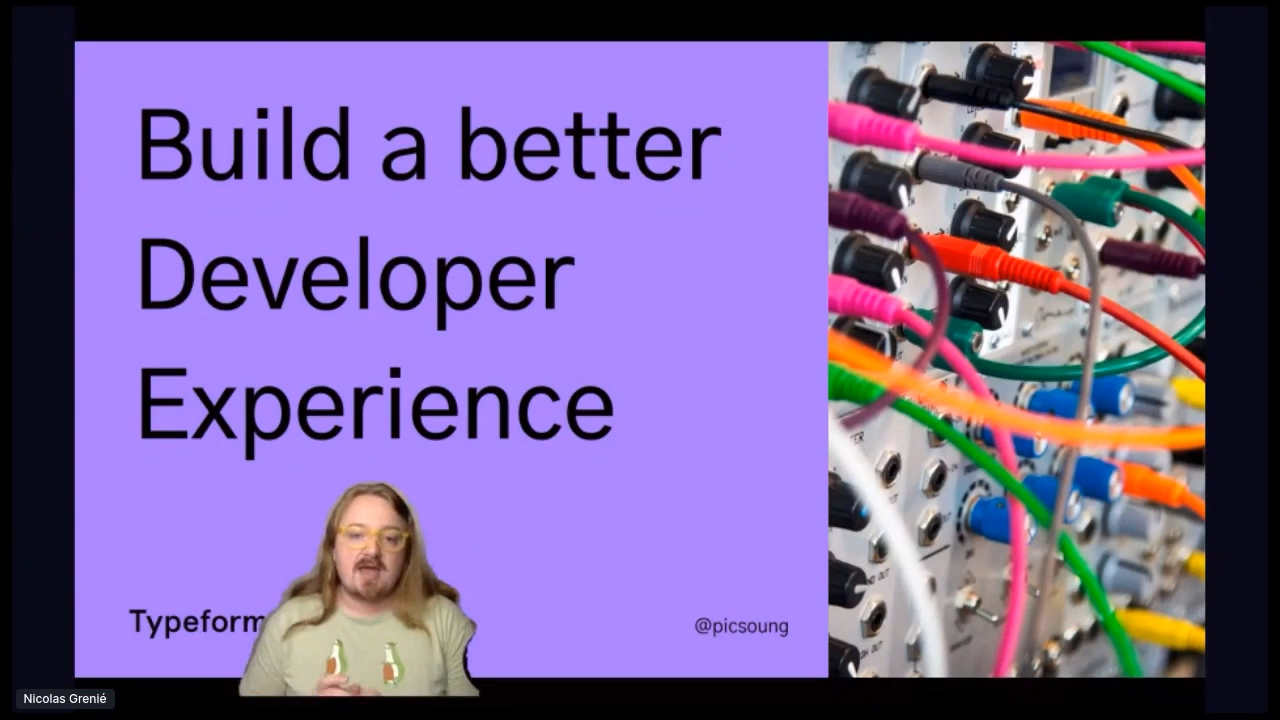 Build a better
Developer
Experience
Typeform
@picsoung
Nicolas Grenié